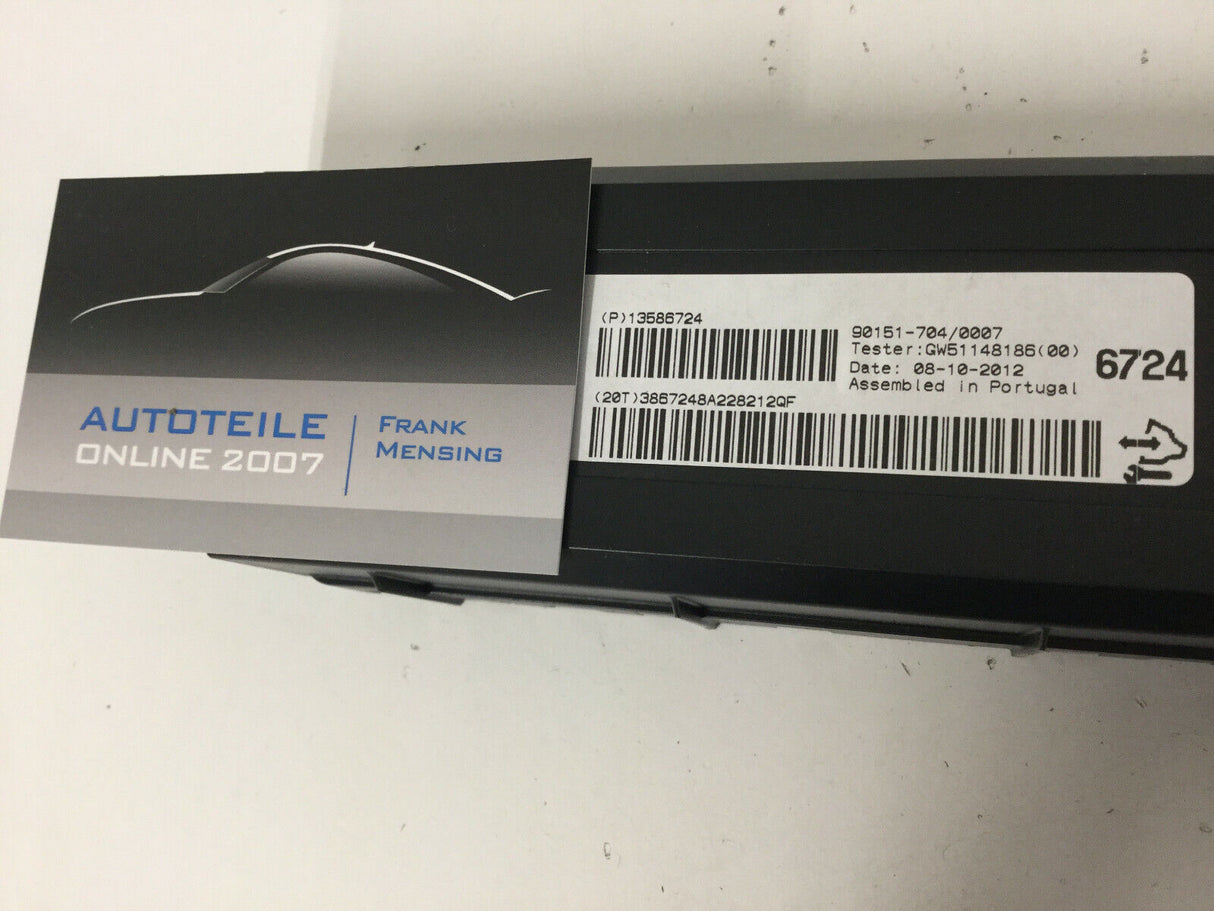 AUTOTEILE
ONLINE 2007
FRANK
MENSING
(P)13586724
90151-704/0007
Tester:GW51148186(00)
Date: 08-10-2012
Assembled in Portugal
6724
(20T)3867248A228212QF